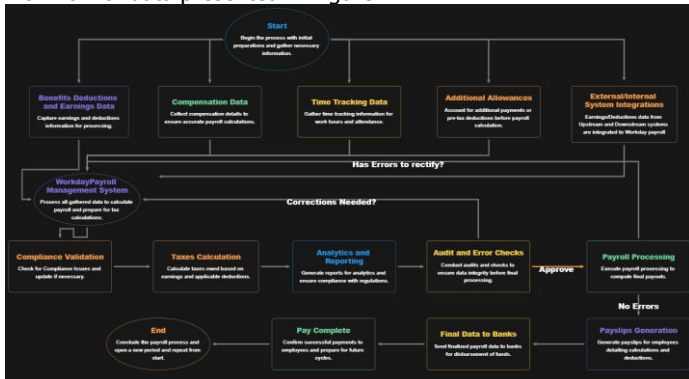 Start
Begin the process with initial
preparations and gather necessary
information.
Benefits Deductions
and Earnings Data
Capture earnings and deductions
information for processing.
Compensation Data
Collect compensation details to
ensure accurate payroll calculations.
Time Tracking Data
Gather time tracking information for
work hours and attendance.
Additional Allowances
Account for additional payments or
pre-tax deductions before payroll
calculation.
External/Internal
System Integrations
Earnings/Deductions data from
Upstream and Downstream systems
are integrated to Workday payroll
Has Errors to rectify?
WorkdayPayroll
Management System
Process all gathered data to calculate
payroll and prepare for tax
calculations.
Corrections Needed?
Compliance Validation
Check for Compliance Issues and
update if necessary.
Taxes Calculation
Calculate taxes owed based on
earnings and applicable deductions.
Analytics and
Reporting
Generate reports for analytics and
ensure compliance with regulations.
Audit and Error Checks
Conduct audits and checks to
ensure data integrity before final
processing.
Approve
Payroll Processing
Execute payroll processing to
compute final payouts.
No Errors
End
Conclude the payroll process and
open a new period and repeat from
start.
Pay Complete
Confirm successful payments to
employees and prepare for future
cycles.
Final Data to Banks
Send finalized payroll data to banks
for disbursement of funds.
Payslips Generation
Generate payslips for employees
detailing calculations and
deductions.